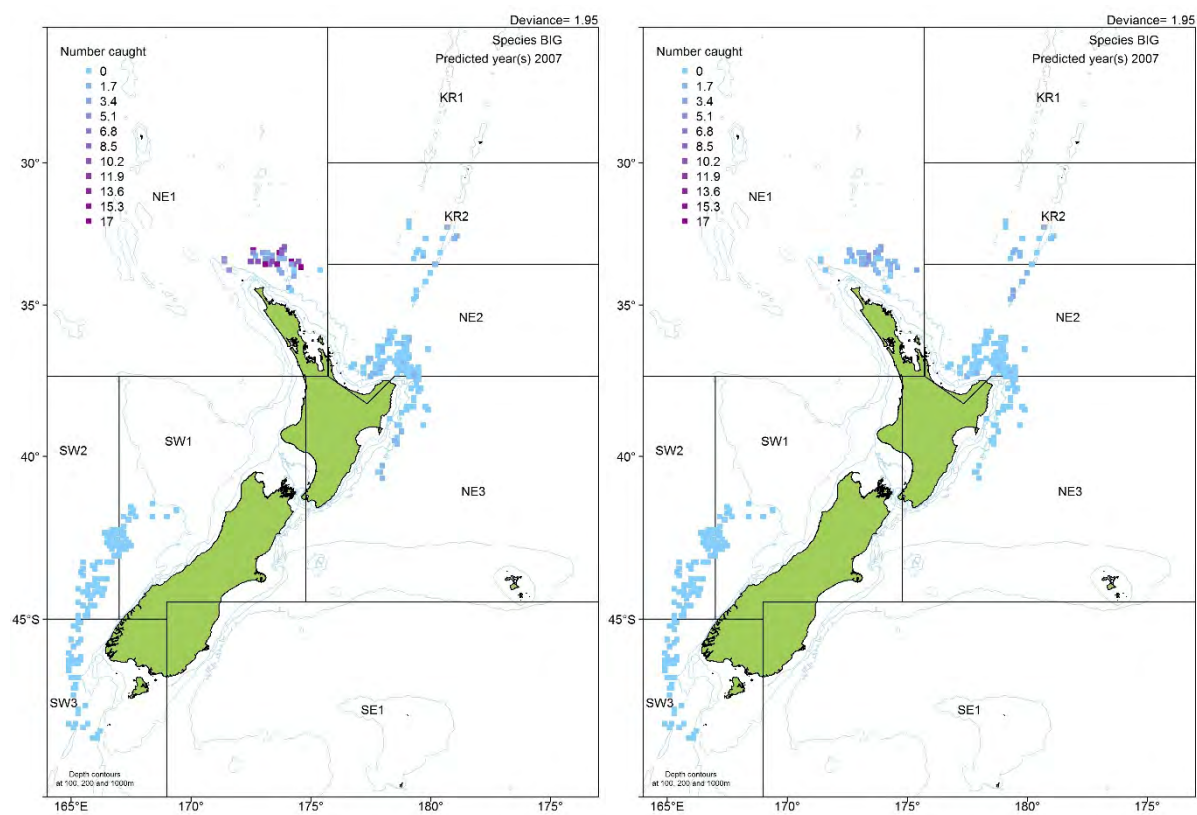 Deviance= 1.95
Species BIG
Predicted year(s) 2007
Number caught
0
1.7
3.4
5.1
6.8
8.5
10.2
11.9
13.6
15.3
17
KR1
30°
NE1
KR2
35°
NE2
SW2
SW1
40°
NE3
45°S
SW3
SE1
Depth contours
at 100, 200 and 1000m
165°E
170°
175°
180°
175°
Deviance= 1.95
Species BIG
Predicted year(s) 2007
Number caught
0
1.7
3.4
5.1
6.8
8.5
10.2
11.9
13.6
15.3
17
KR1
30°
NE1
KR2
35°
NE2
SW2
SW1
40°
NE3
45°S
SW3
SE1
Depth contours
at 100, 200 and 1000m
165°E
170°
175°
180°
175°